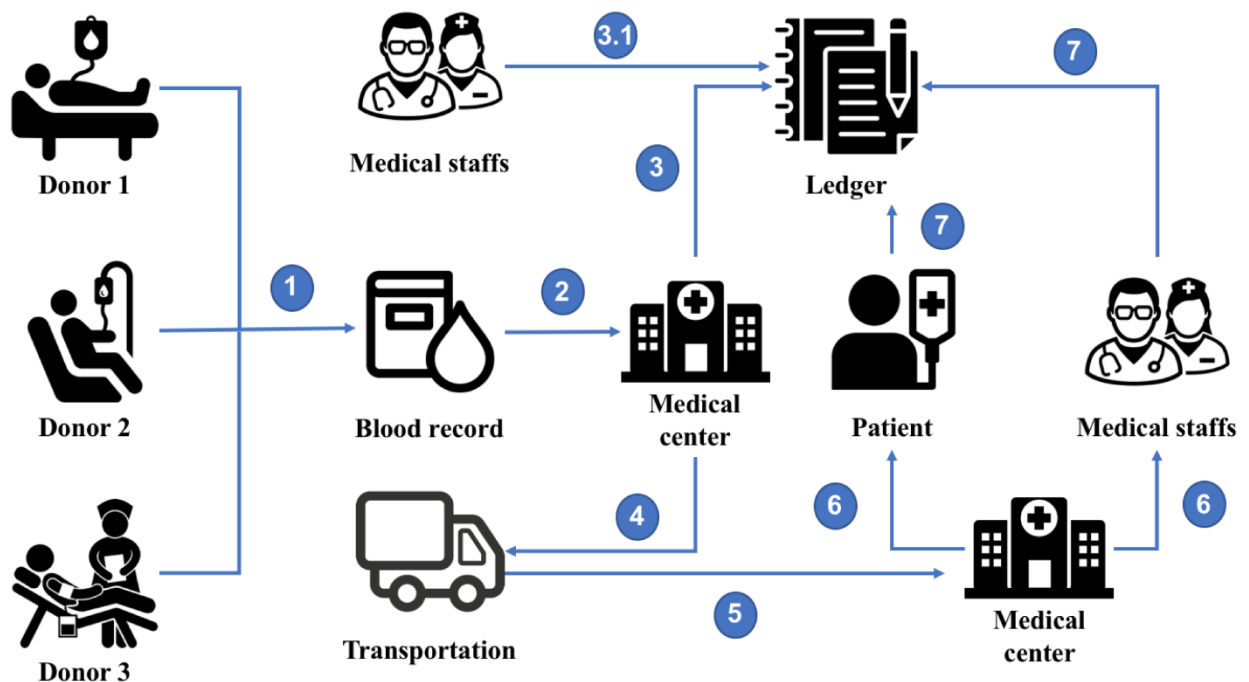 3.1
7
Medical staffs
3
Ledger
Donor 1
7
1
2
Donor 2
Blood record
Medical
center
Patient
Medical staffs
4
6
6
5
Transportation
Medical
center
Donor 3